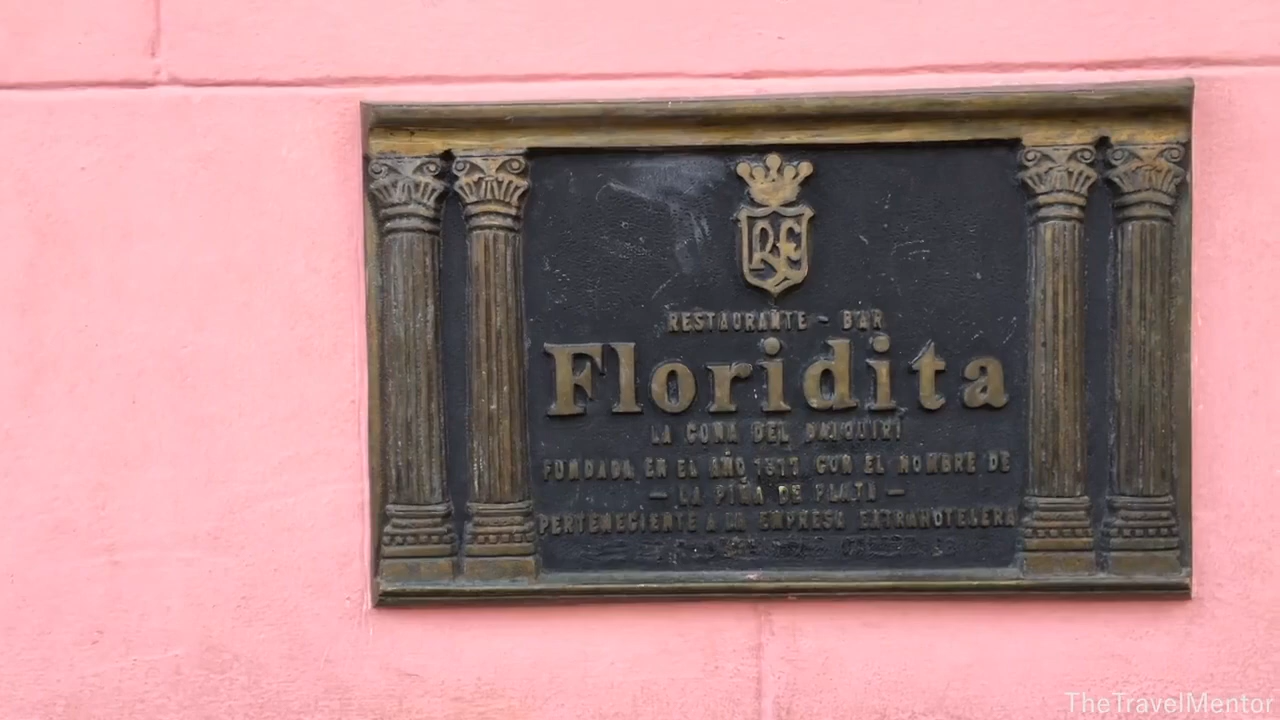 RF
RESTAURANTE - BAR
Floridita
LA CUNA DEL DAIQUIRI
FUNDADA EN EL AÑO 1817 CON EL NOMBRE DE
— LA PIÑA DE PLATA —
PERTENECIENTE A LA EMPRESA EXTRAHOTELERA
TheTravelMentor